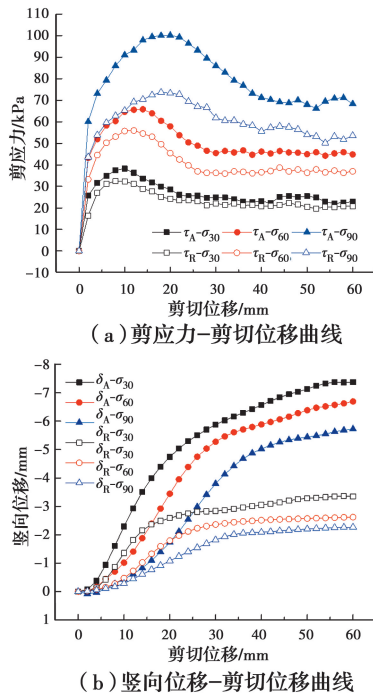 110
100
90
80
70
60
50
40
30
20
10
0
-10
剪应力/kPa
τA-σ30 τA-σ60 τA-σ90
τR-σ30 τR-σ60 τR-σ90
0 10 20 30 40 50 60
剪切位移/mm
(a)剪应力-剪切位移曲线
-8
-7
-6
-5
-4
-3
-2
-1
0
1
竖向位移/mm
δA-σ30
δA-σ60
δA-σ90
δR-σ30
δR-σ60
δR-σ90
0 10 20 30 40 50 60
剪切位移/mm
(b)竖向位移-剪切位移曲线